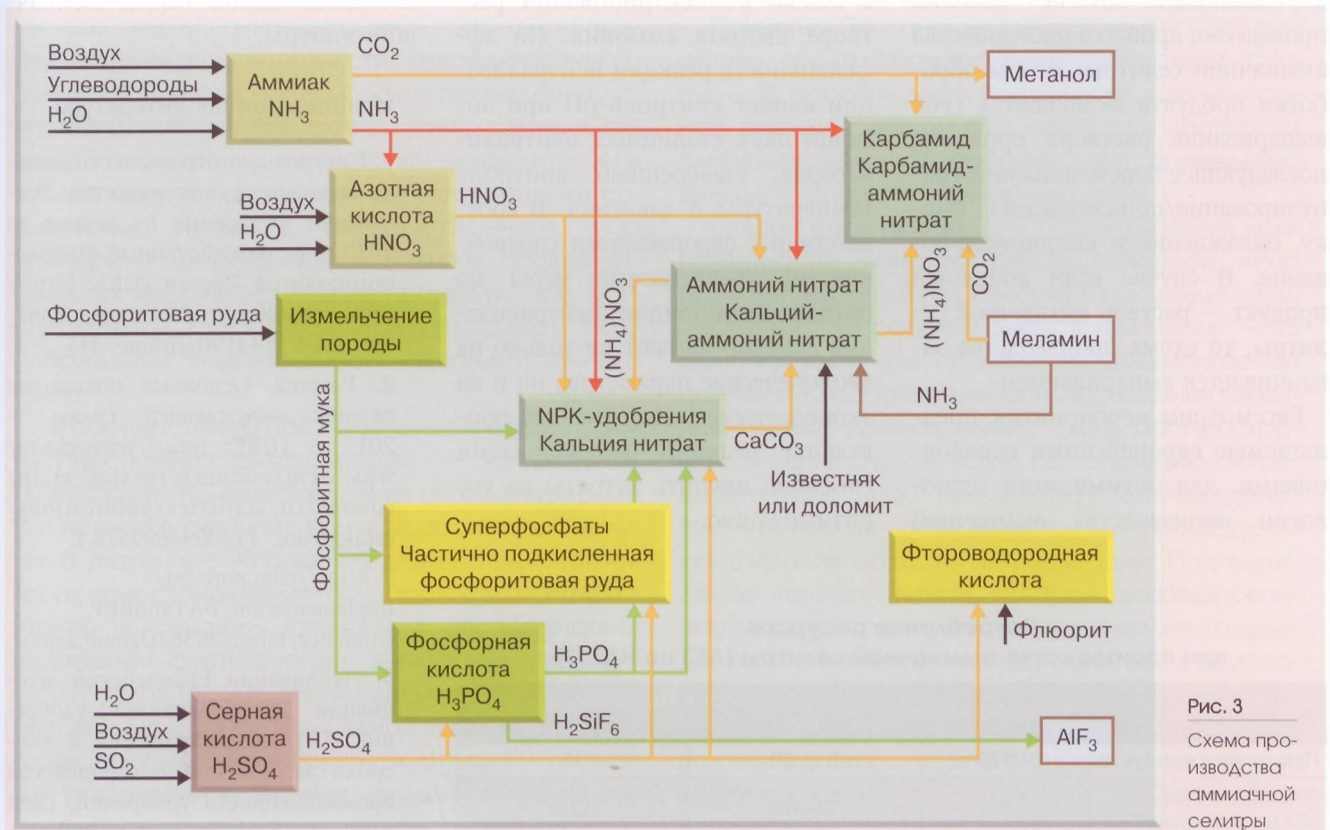 Воздух
Углеводороды
H₂O
Аммиак
NH₃
CO₂
NH₃
Метанол
Карбамид
Карбамид-
аммоний
нитрат
Воздух
H₂O
Азотная
кислота
HNO₃
HNO₃
Аммоний нитрат
Кальций-
аммоний нитрат
(NH₄)NO₃
(NH₄)NO₃
CO₂
Меламин
NH₃
Фосфоритовая руда
Измельчение
породы
Фосфоритная мука
NPK-удобрения
Кальция нитрат
CaCO₃
Известняк
или доломит
Суперфосфаты
Частично подкисленная
фосфоритовая руда
Фтороводородная
кислота
Флюорит
Фосфорная
кислота
H₃PO₄
H₃PO₄
H₂SiF₆
AlF₃
H₂O
Воздух
SO₂
Серная
кислота
H₂SO₄
H₂SO₄
Рис. 3
Схема про-
изводства
аммиачной
селитры